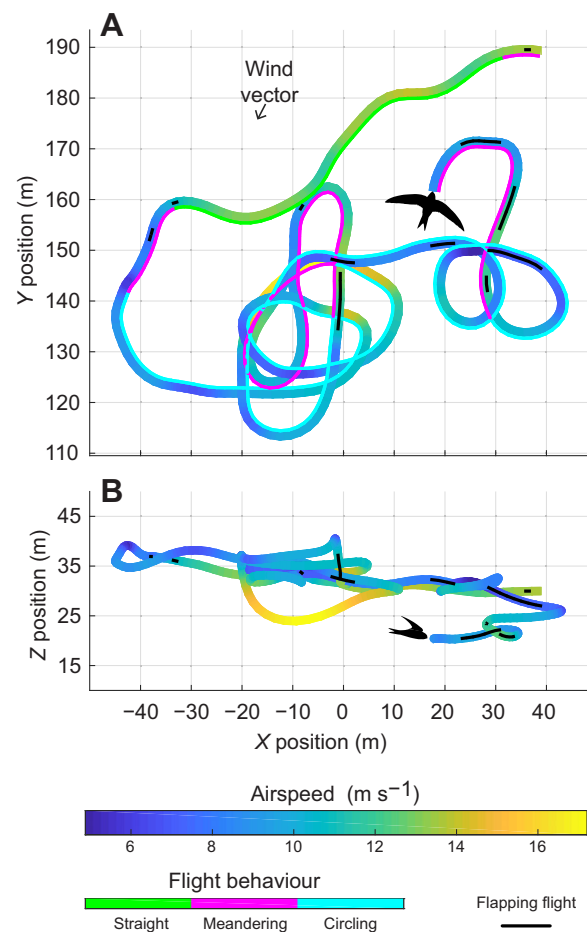 A
190
180
170
160
150
140
130
120
110
Y position (m)
Wind
vector
B
45
35
25
15
Z position (m)
−40 −30 −20 −10 0 10 20 30 40
X position (m)
Airspeed (m s−1)
6 8 10 12 14 16
Flight behaviour
Straight Meandering Circling
Flapping flight